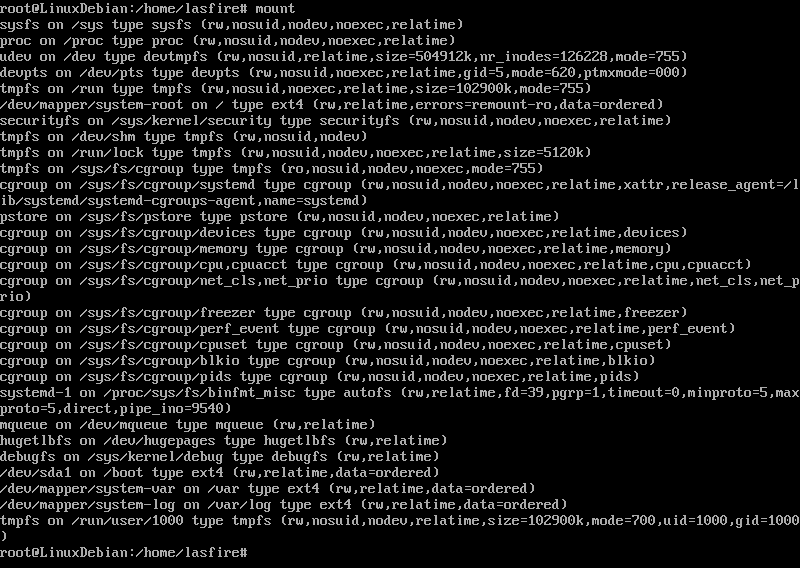 root@LinuxDebian:/home/lasfire# mount
sysfs on /sys type sysfs (rw,nosuid,nodev,noexec,relatime)
proc on /proc type proc (rw,nosuid,nodev,noexec,relatime)
udev on /dev type devtmpfs (rw,nosuid,relatime,size=504912k,nr_inodes=126228,mode=755)
devpts on /dev/pts type devpts (rw,nosuid,noexec,relatime,gid=5,mode=620,ptmxmode=000)
tmpfs on /run type tmpfs (rw,nosuid,noexec,relatime,size=102900k,mode=755)
/dev/mapper/system-root on / type ext4 (rw,relatime,errors=remount-ro,data=ordered)
securityfs on /sys/kernel/security type securityfs (rw,nosuid,nodev,noexec,relatime)
tmpfs on /dev/shm type tmpfs (rw,nosuid,nodev)
tmpfs on /run/lock type tmpfs (rw,nosuid,nodev,noexec,relatime,size=5120k)
tmpfs on /sys/fs/cgroup type tmpfs (ro,nosuid,nodev,noexec,mode=755)
cgroup on /sys/fs/cgroup/systemd type cgroup (rw,nosuid,nodev,noexec,relatime,xattr,release_agent=/l
ib/systemd/systemd-cgroups-agent,name=systemd)
pstore on /sys/fs/pstore type pstore (rw,nosuid,nodev,noexec,relatime)
cgroup on /sys/fs/cgroup/devices type cgroup (rw,nosuid,nodev,noexec,relatime,devices)
cgroup on /sys/fs/cgroup/memory type cgroup (rw,nosuid,nodev,noexec,relatime,memory)
cgroup on /sys/fs/cgroup/cpu,cpuacct type cgroup (rw,nosuid,nodev,noexec,relatime,cpu,cpuacct)
cgroup on /sys/fs/cgroup/net_cls,net_prio type cgroup (rw,nosuid,nodev,noexec,relatime,net_cls,net_p
rio)
cgroup on /sys/fs/cgroup/freezer type cgroup (rw,nosuid,nodev,noexec,relatime,freezer)
cgroup on /sys/fs/cgroup/perf_event type cgroup (rw,nosuid,nodev,noexec,relatime,perf_event)
cgroup on /sys/fs/cgroup/cpuset type cgroup (rw,nosuid,nodev,noexec,relatime,cpuset)
cgroup on /sys/fs/cgroup/blkio type cgroup (rw,nosuid,nodev,noexec,relatime,blkio)
cgroup on /sys/fs/cgroup/pids type cgroup (rw,nosuid,nodev,noexec,relatime,pids)
systemd-1 on /proc/sys/fs/binfmt_misc type autofs (rw,relatime,fd=39,pgrp=1,timeout=0,minproto=5,max
proto=5,direct,pipe_ino=9540)
mqueue on /dev/mqueue type mqueue (rw,relatime)
hugetlbfs on /dev/hugepages type hugetlbfs (rw,relatime)
debugfs on /sys/kernel/debug type debugfs (rw,relatime)
/dev/sda1 on /boot type ext4 (rw,relatime,data=ordered)
/dev/mapper/system-var on /var type ext4 (rw,relatime,data=ordered)
/dev/mapper/system-log on /var/log type ext4 (rw,relatime,data=ordered)
tmpfs on /run/user/1000 type tmpfs (rw,nosuid,nodev,relatime,size=102900k,mode=700,uid=1000,gid=1000
)
root@LinuxDebian:/home/lasfire#